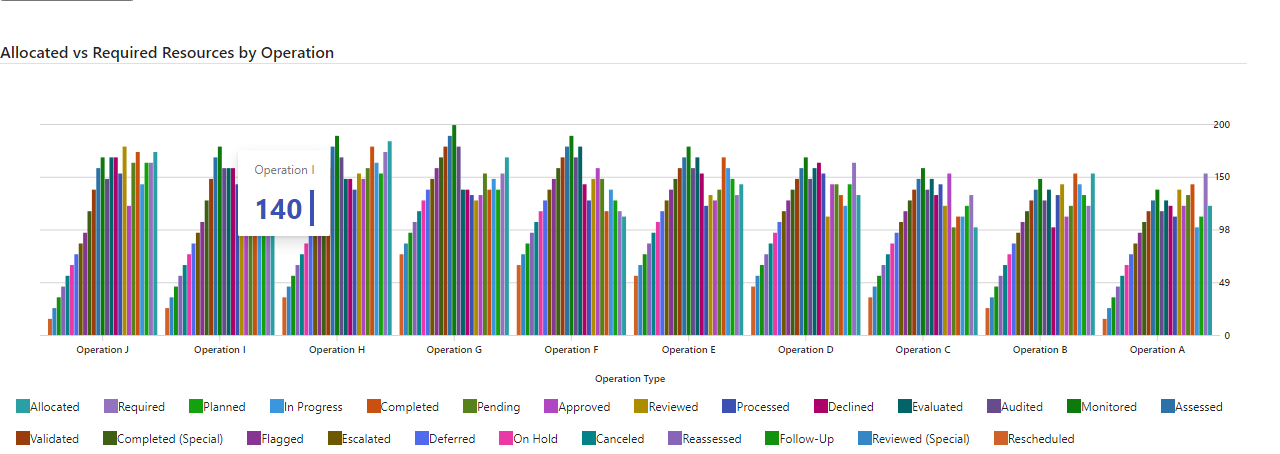 Allocated vs Required Resources by Operation
Operation I
140
200
150
98
49
0
Operation J Operation I Operation H Operation G Operation F Operation E Operation D Operation C Operation B Operation A
Operation Type
Allocated Required Planned In Progress Completed Pending Approved Reviewed Processed Declined Evaluated Audited Monitored Assessed
Validated Completed (Special) Flagged Escalated Deferred On Hold Canceled Reassessed Follow-Up Reviewed (Special) Rescheduled